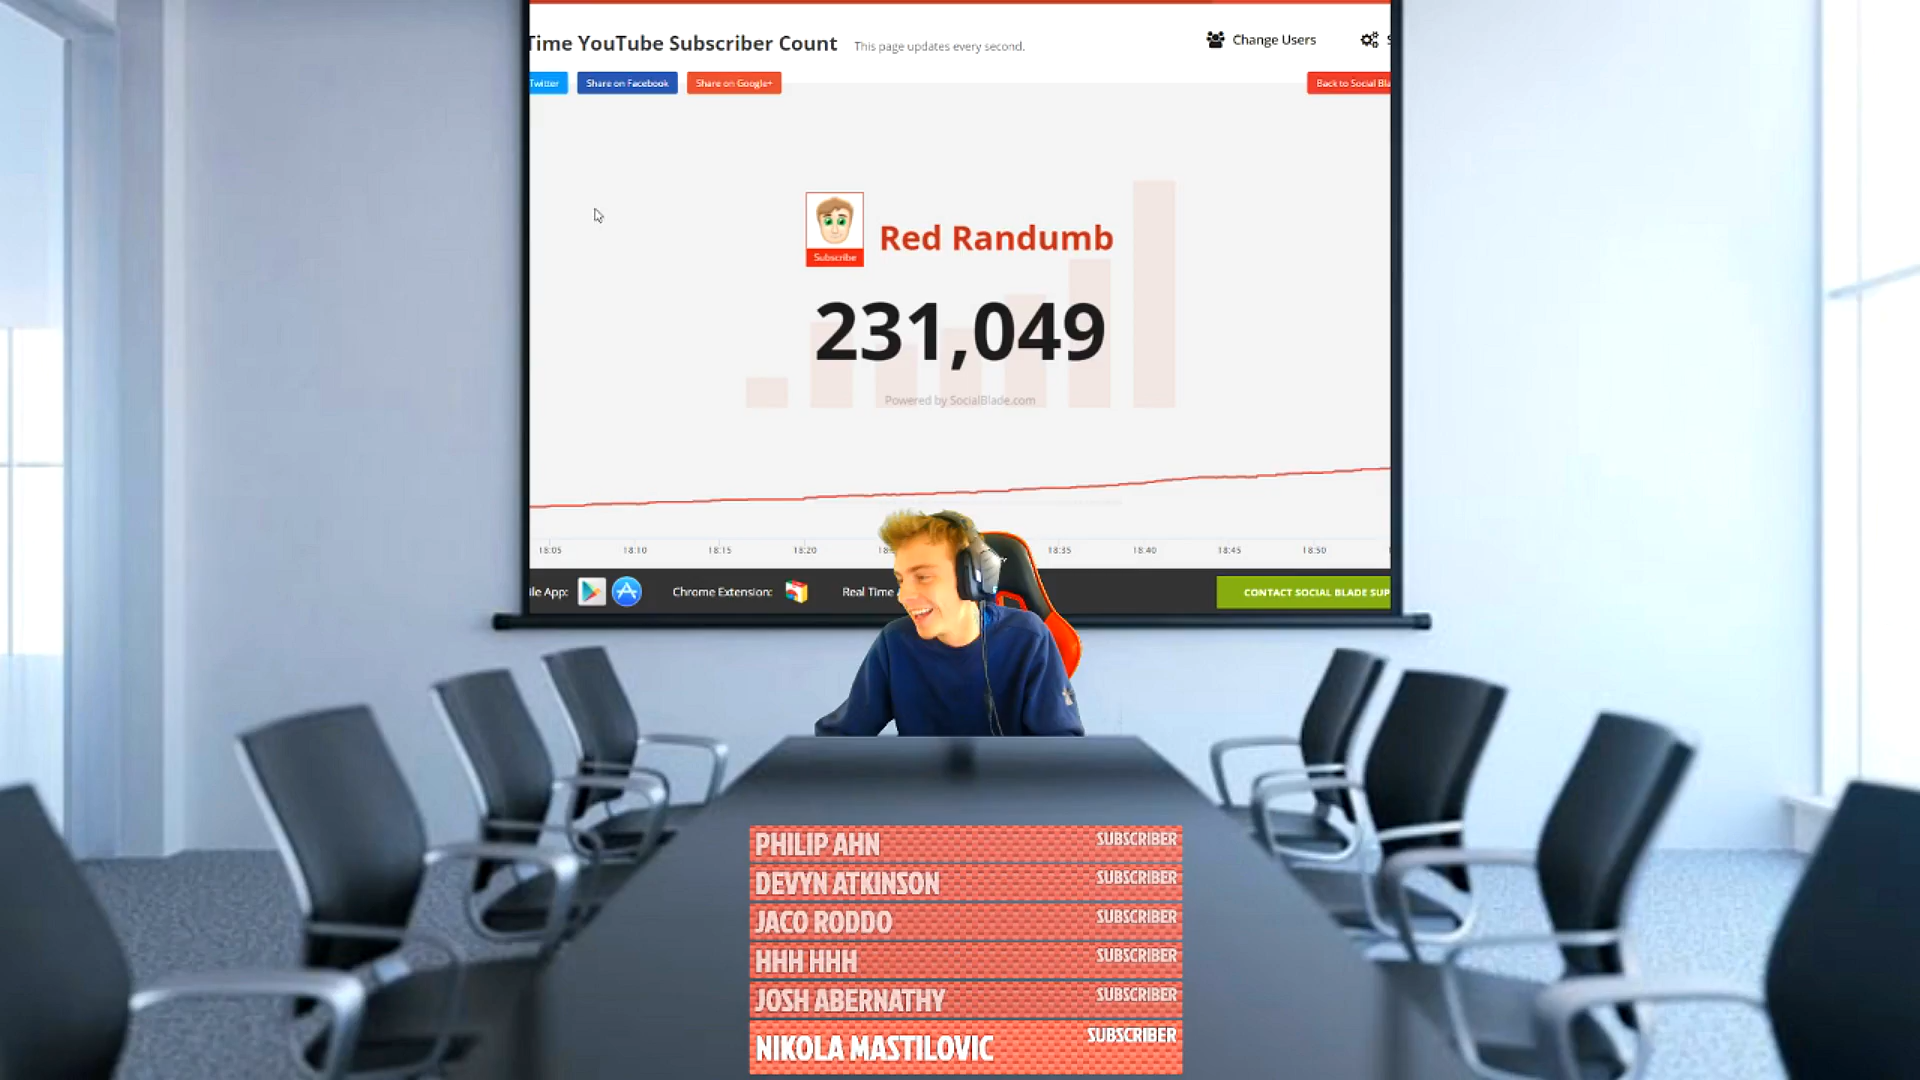 Time YouTube Subscriber Count This page updates every second.
Change Users
Twitter
Share on Facebook
Share on Google+
Back to Social Bla
Subscribe
Red Randumb
231,049
Powered by SocialBlade.com
18:05 18:10 18:15 18:20 18:35 18:40 18:45 18:50
ile App:
Chrome Extension:
Real Time
CONTACT SOCIAL BLADE SUP
PHILIP AHN SUBSCRIBER
DEVYN ATKINSON SUBSCRIBER
JACO RODDO SUBSCRIBER
HHH HHH SUBSCRIBER
JOSH ABERNATHY SUBSCRIBER
NIKOLA MASTILOVIC SUBSCRIBER